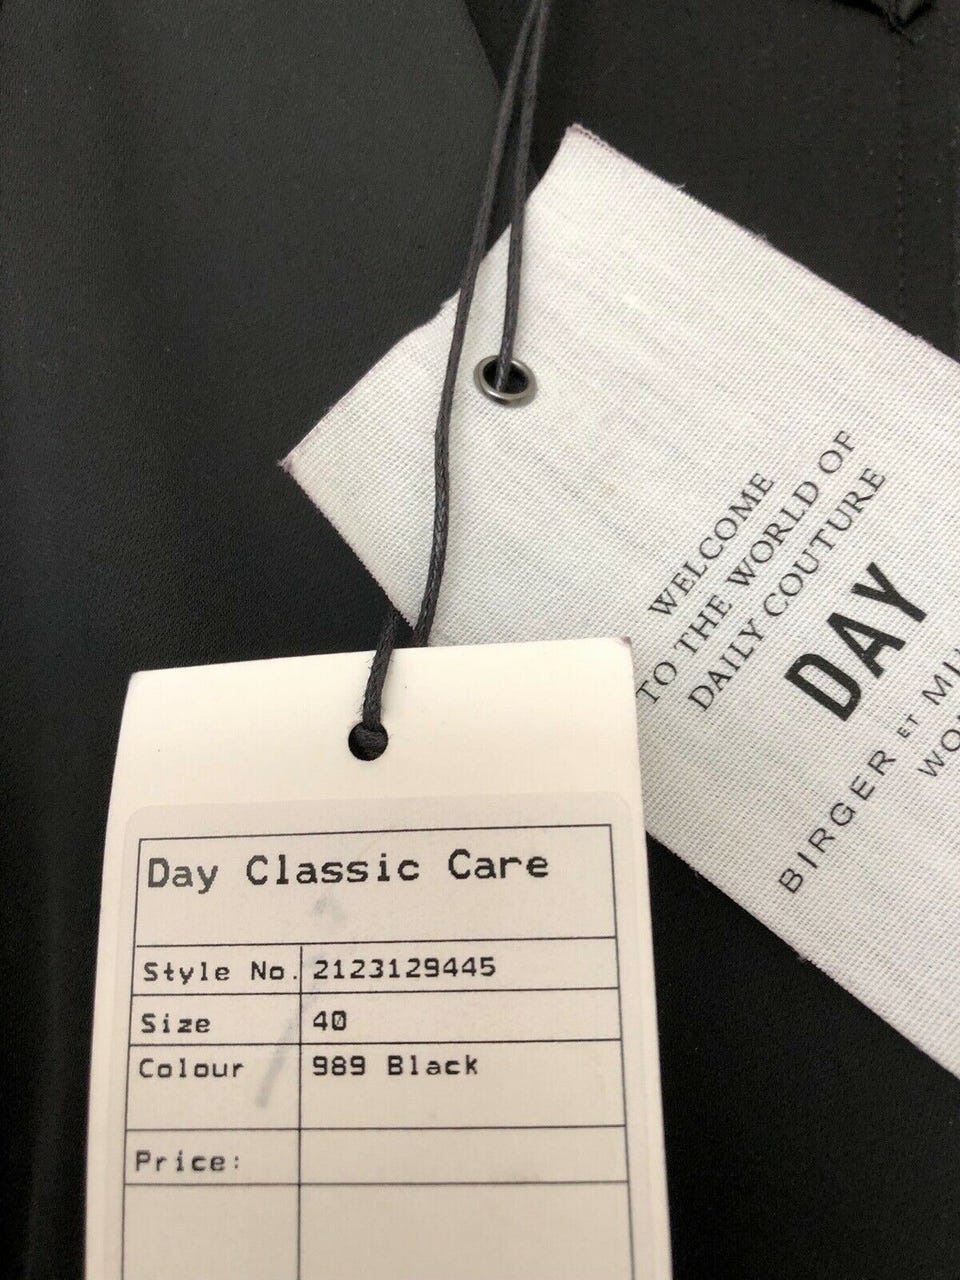 WELCOME
TO THE WORLD OF
DAILY COUTURE
DAY
BIRGER ET
Day Classic Care
Style No. 2123129445
Size 40
Colour 989 Black
Price: